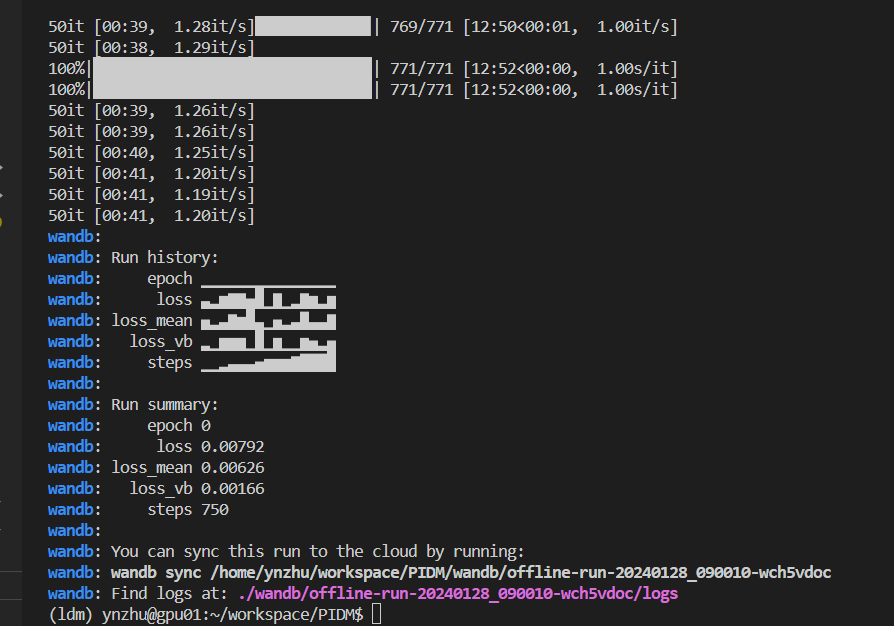 50it [00:39,  1.28it/s]| 769/771 [12:50<00:01,  1.00it/s]
50it [00:38,  1.29it/s]
100%|| 771/771 [12:52<00:00,  1.00s/it]
100%|| 771/771 [12:52<00:00,  1.00s/it]
50it [00:39,  1.26it/s]
50it [00:39,  1.26it/s]
50it [00:40,  1.25it/s]
50it [00:41,  1.20it/s]
50it [00:41,  1.19it/s]
50it [00:41,  1.20it/s]
wandb:
wandb: Run history:
wandb:     epoch
wandb:      loss
wandb: loss_mean
wandb:   loss_vb
wandb:     steps
wandb:
wandb: Run summary:
wandb:     epoch 0
wandb:      loss 0.00792
wandb: loss_mean 0.00626
wandb:   loss_vb 0.00166
wandb:     steps 750
wandb:
wandb: You can sync this run to the cloud by running:
wandb: wandb sync /home/ynzhu/workspace/PIDM/wandb/offline-run-20240128_090010-wch5vdoc
wandb: Find logs at: ./wandb/offline-run-20240128_090010-wch5vdoc/logs
(ldm) ynzhu@gpu01:~/workspace/PIDM$